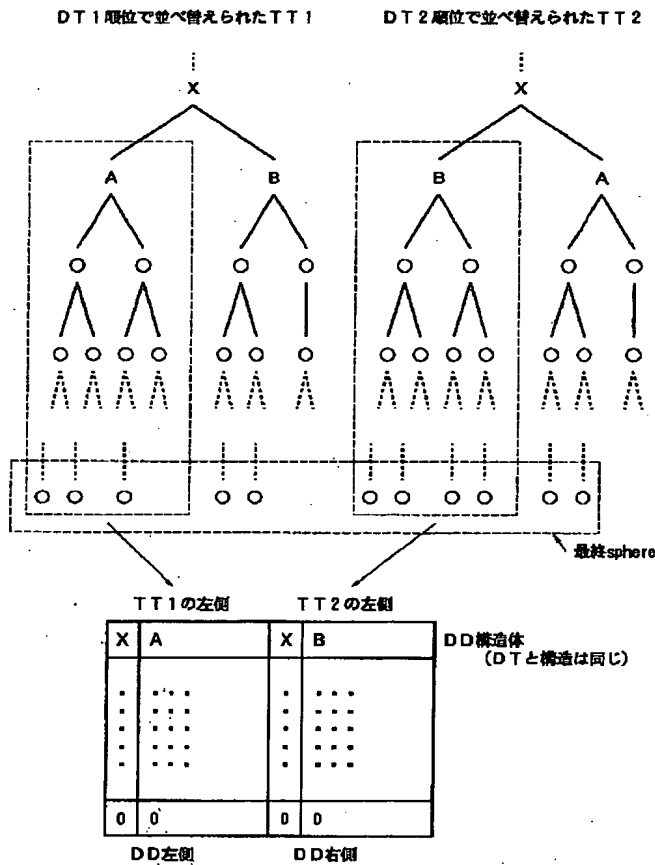 DT1順位で並べ替えられたTT1
DT2順位で並べ替えられたTT2
X
X
A
B
B
A
最終sphere
TT1の左側
TT2の左側
X
A
X
B
DD構造体
(DTと構造は同じ)
0
0
0
0
DD左側
DD右側